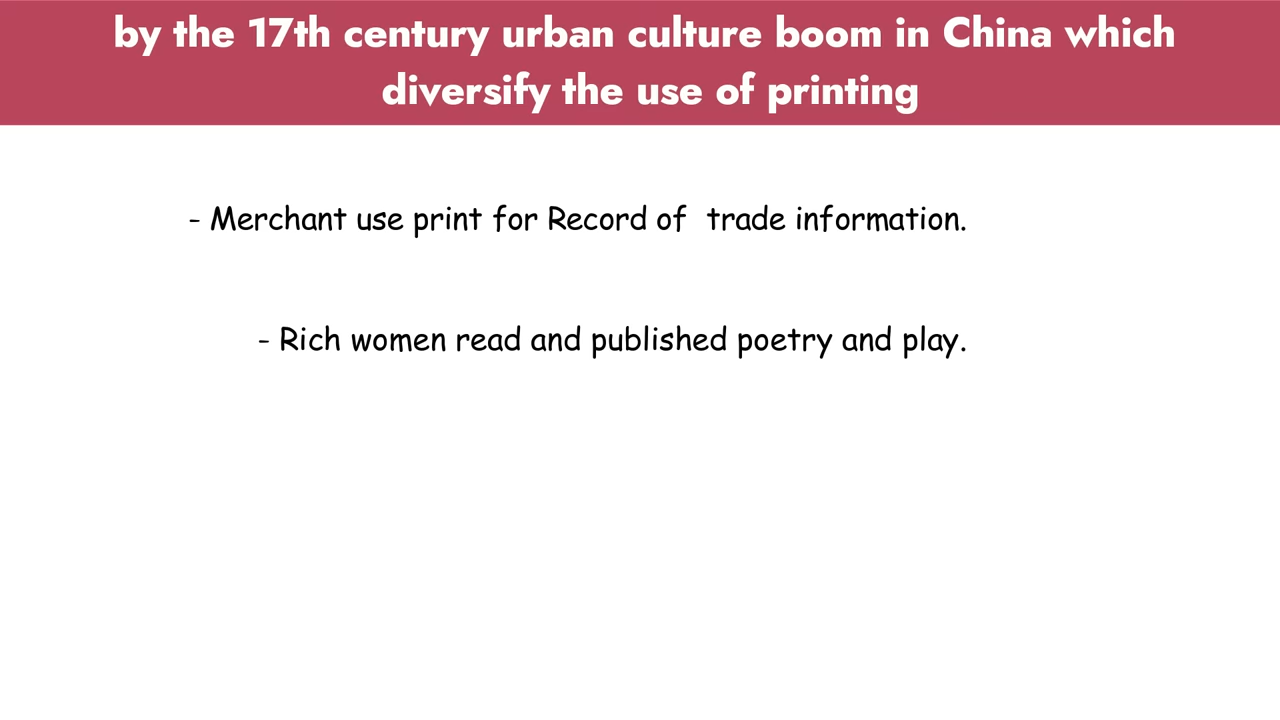 by the 17th century urban culture boom in China which
diversify the use of printing
- Merchant use print for Record of  trade information.
- Rich women read and published poetry and play.